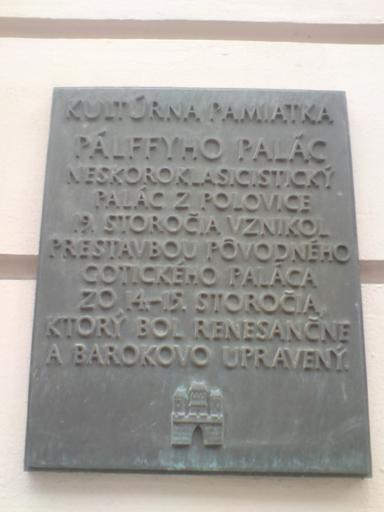 KULTÚRNA PAMIATKA
PÁLFFYHO PALÁC
NESKOROKLASICISTICKÝ
PALÁC Z POLOVICE
19. STOROČIA VZNIKOL
PRESTAVBOU PÔVODNÉHO
GOTICKÉHO PALÁCA
ZO 14.-15. STOROČIA,
KTORÝ BOL RENESANČNE
A BAROKOVO UPRAVENÝ.